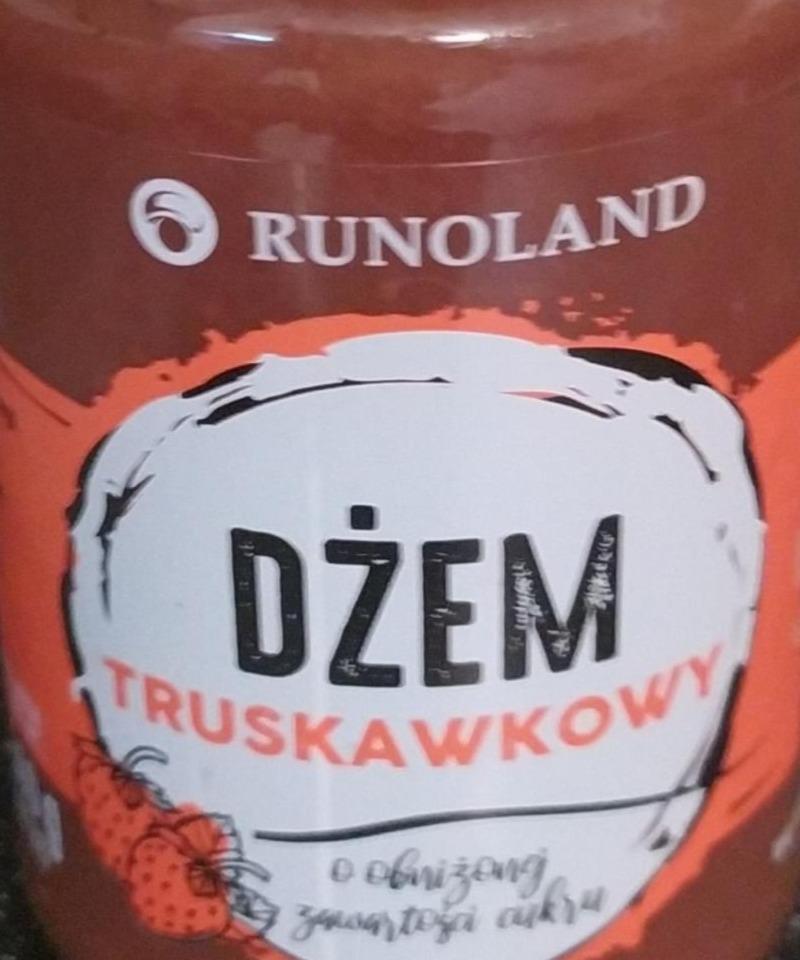 RUNOLAND
DŻEM
TRUSKAWKOWY
o obniżonej
zawartości cukru